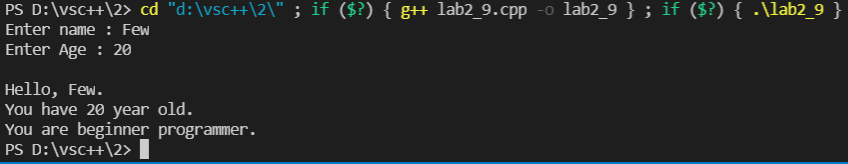 PS D:\vsc++\2> cd "d:\vsc++\2\" ; if ($?) { g++ lab2_9.cpp -o lab2_9 } ; if ($?) { .\lab2_9 }
Enter name : Few
Enter Age : 20

Hello, Few.
You have 20 year old.
You are beginner programmer.
PS D:\vsc++\2>